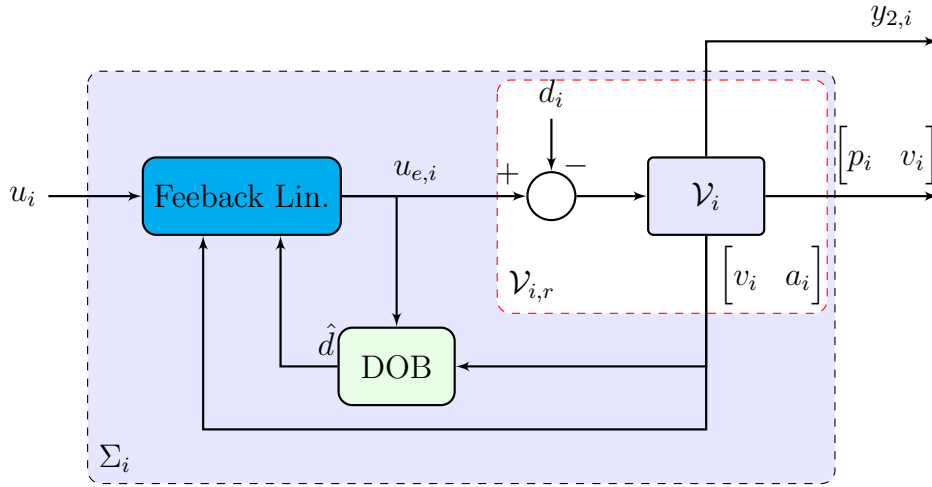 y_{2,i}
d_i
[p_i v_i]
u_{e,i}
+
−
u_i
Feeback Lin.
𝒱_i
[v_i a_i]
𝒱_{i,r}
d̂
DOB
Σ_i